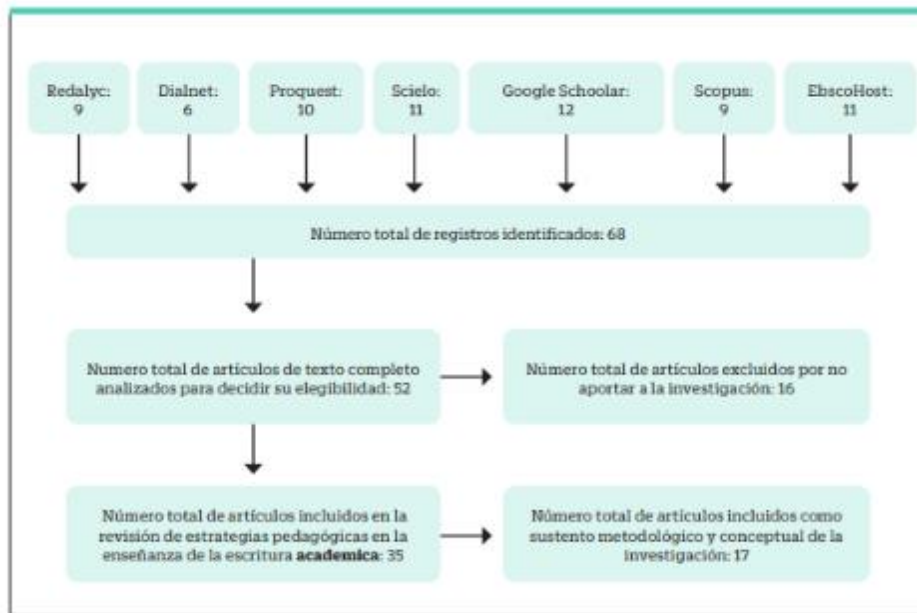 Redalyc:
9
Dialnet:
6
Proquest:
10
Scielo:
11
Google Schoolar:
12
Scopus:
9
EbscoHost:
11
Número total de registros identificados: 68
Numero total de artículos de texto completo
analizados para decidir su elegibilidad: 52
Número total de artículos excluidos por no
aportar a la investigación: 16
Número total de artículos incluidos en la
revisión de estrategias pedagógicas en la
enseñanza de la escritura academica: 35
Número total de artículos incluidos como
sustento metodológico y conceptual de la
investigación: 17